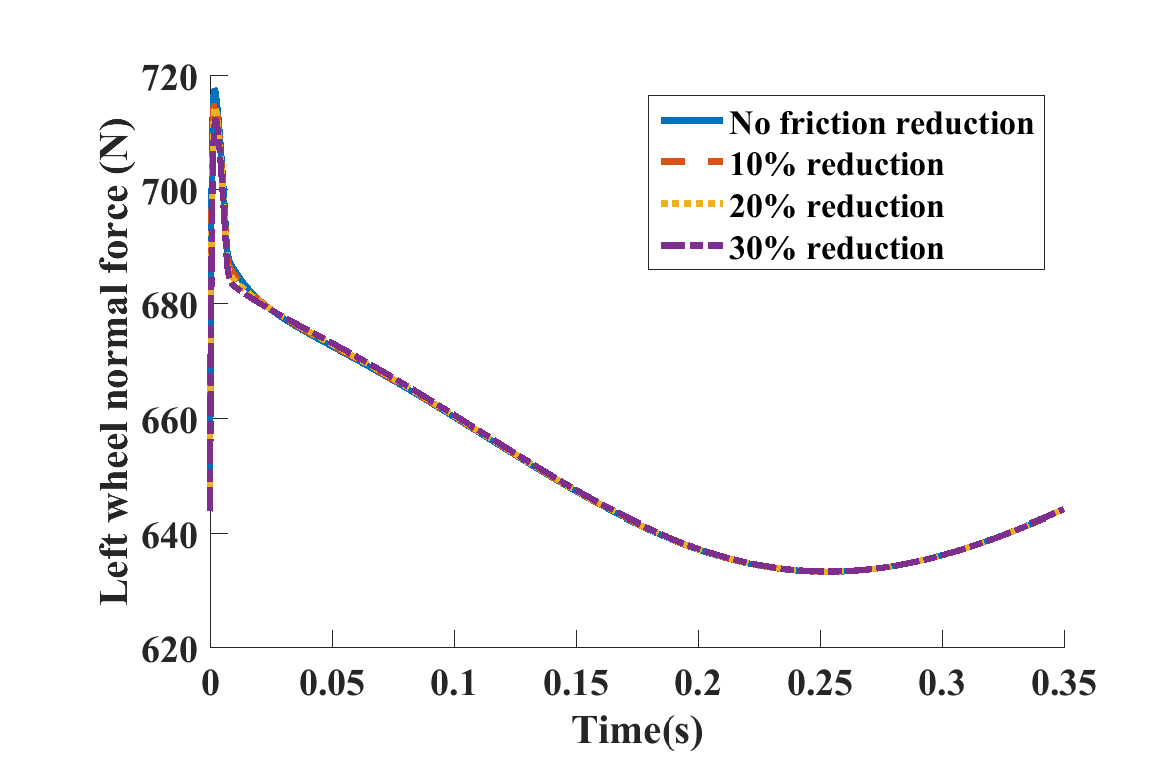 720
700
680
660
640
620
Left wheel normal force (N)
No friction reduction
10% reduction
20% reduction
30% reduction
0 0.05 0.1 0.15 0.2 0.25 0.3 0.35
Time(s)